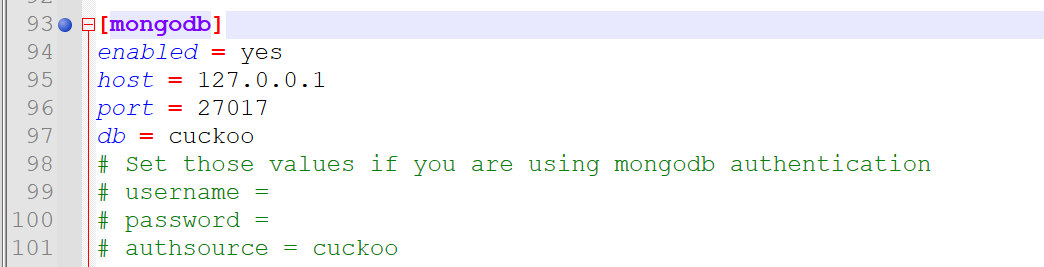 93 [mongodb]
94 enabled = yes
95 host = 127.0.0.1
96 port = 27017
97 db = cuckoo
98 # Set those values if you are using mongodb authentication
99 # username =
100 # password =
101 # authsource = cuckoo